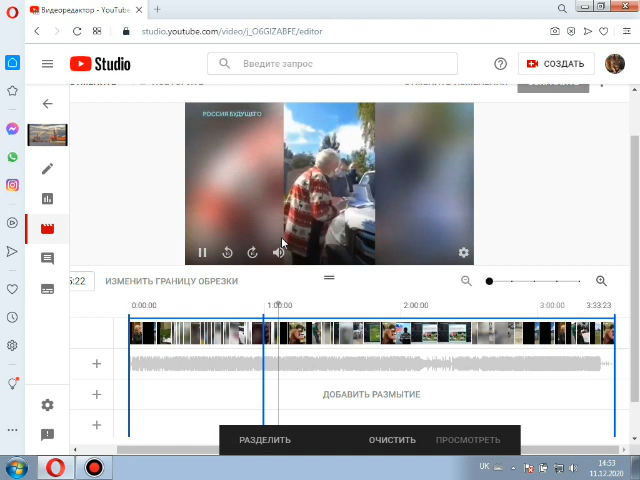 Видеоредактор - YouTube
studio.youtube.com/video/j_O6GIZABFE/editor
Studio
Введите запрос
СОЗДАТЬ
РОССИЯ БУДУЩЕГО
5:22
ИЗМЕНИТЬ ГРАНИЦУ ОБРЕЗКИ
0:00:00
1:00:00
2:00:00
3:00:00
3:33:23
ДОБАВИТЬ РАЗМЫТИЕ
РАЗДЕЛИТЬ
ОЧИСТИТЬ
ПРОСМОТРЕТЬ
UK
14:53
11.12.2020